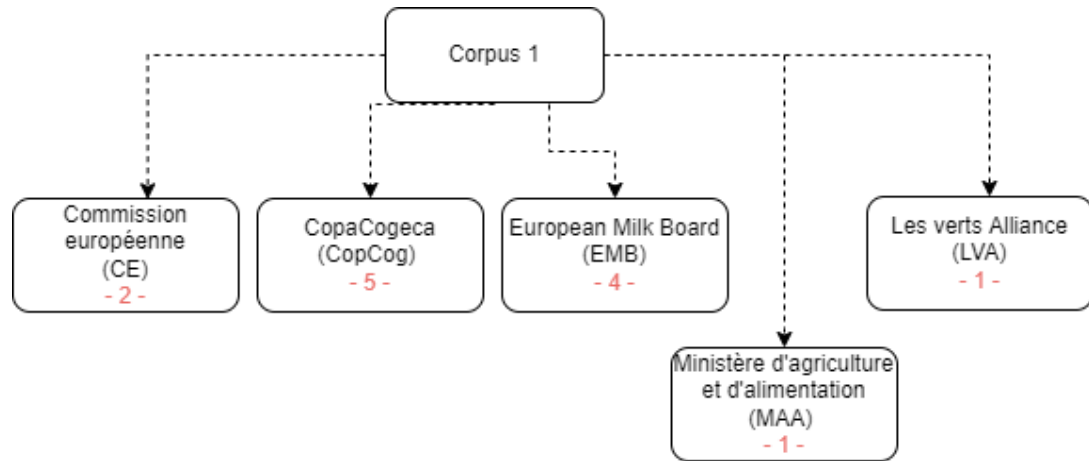 Corpus 1
Commission
européenne
(CE)
- 2 -
CopaCogeca
(CopCog)
- 5 -
European Milk Board
(EMB)
- 4 -
Les verts Alliance
(LVA)
- 1 -
Ministère d'agriculture
et d'alimentation
(MAA)
- 1 -